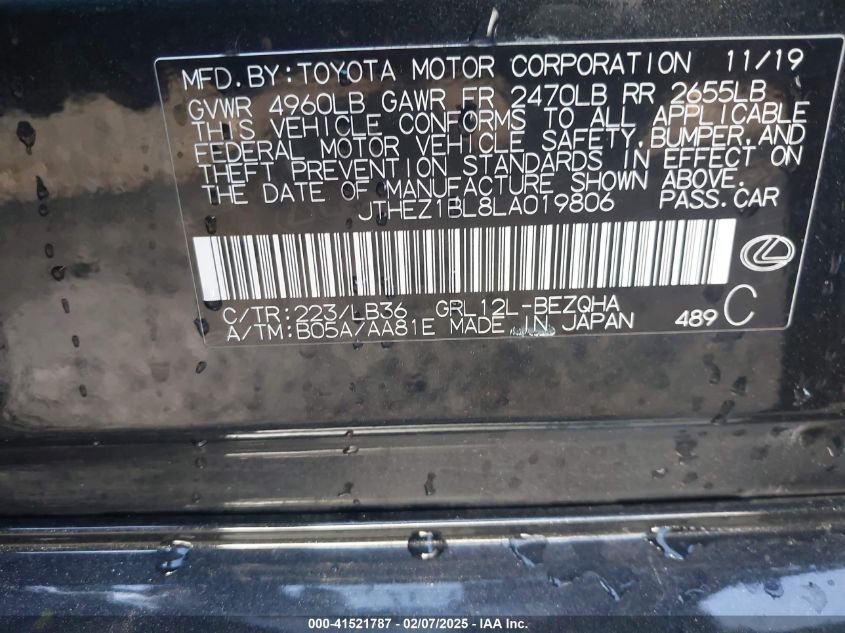 MFD. BY: TOYOTA MOTOR CORPORATION 11/19
GVWR 4960LB GAWR FR 2470LB RR 2655LB
THIS VEHICLE CONFORMS TO ALL APPLICABLE
FEDERAL MOTOR VEHICLE SAFETY, BUMPER, AND
THEFT PREVENTION STANDARDS IN EFFECT ON
THE DATE OF MANUFACTURE SHOWN ABOVE.
JTHEZ1BL8LA019806 PASS. CAR
C/TR: 223/LB36 GRL12L-BEZQHA
A/TM: B05A/AA81E MADE IN JAPAN 489 C
000-41521787 - 02/07/2025 - IAA Inc.